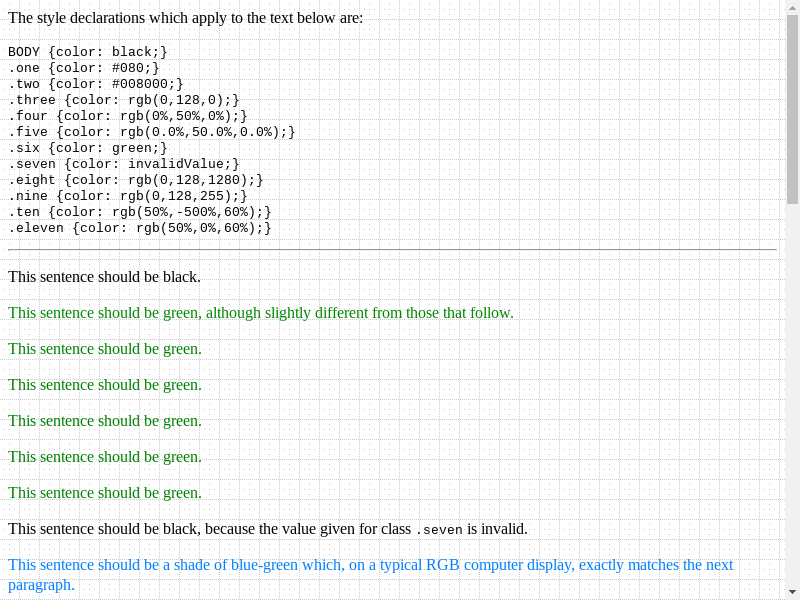 The style declarations which apply to the text below are:
BODY {color: black;}
.one {color: #080;}
.two {color: #008000;}
.three {color: rgb(0,128,0);}
.four {color: rgb(0%,50%,0%);}
.five {color: rgb(0.0%,50.0%,0.0%);}
.six {color: green;}
.seven {color: invalidValue;}
.eight {color: rgb(0,128,1280);}
.nine {color: rgb(0,128,255);}
.ten {color: rgb(50%,-500%,60%);}
.eleven {color: rgb(50%,0%,60%);}
This sentence should be black.
This sentence should be green, although slightly different from those that follow.
This sentence should be green.
This sentence should be green.
This sentence should be green.
This sentence should be green.
This sentence should be green.
This sentence should be black, because the value given for class .seven is invalid.
This sentence should be a shade of blue-green which, on a typical RGB computer display, exactly matches the next
paragraph.